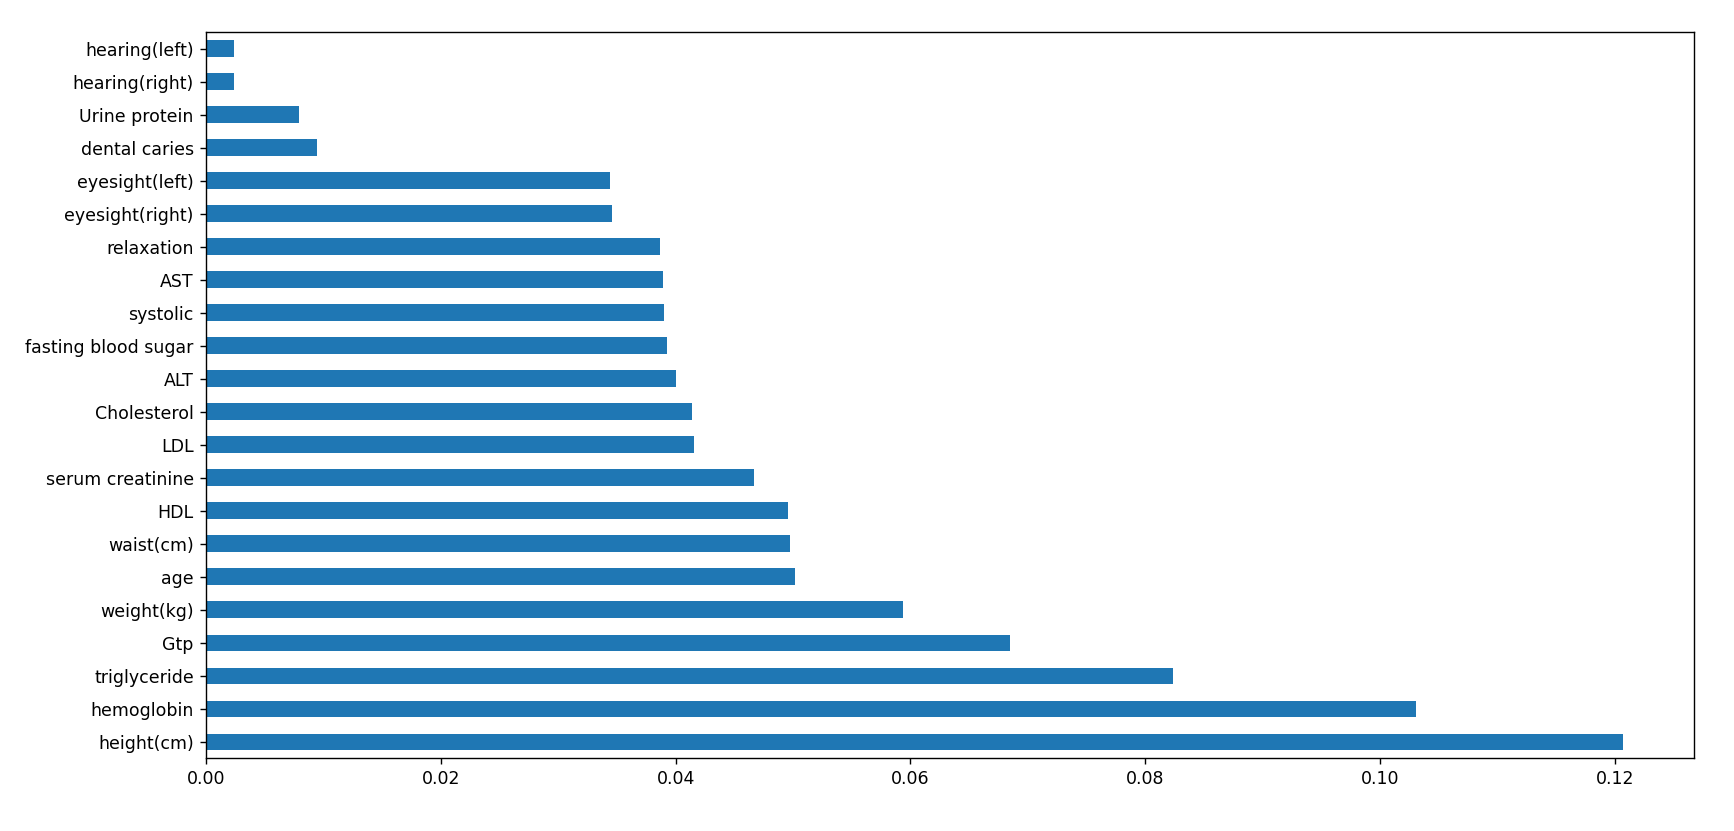 hearing(left)
hearing(right)
Urine protein
dental caries
eyesight(left)
eyesight(right)
relaxation
AST
systolic
fasting blood sugar
ALT
Cholesterol
LDL
serum creatinine
HDL
waist(cm)
age
weight(kg)
Gtp
triglyceride
hemoglobin
height(cm)
0.00 0.02 0.04 0.06 0.08 0.10 0.12